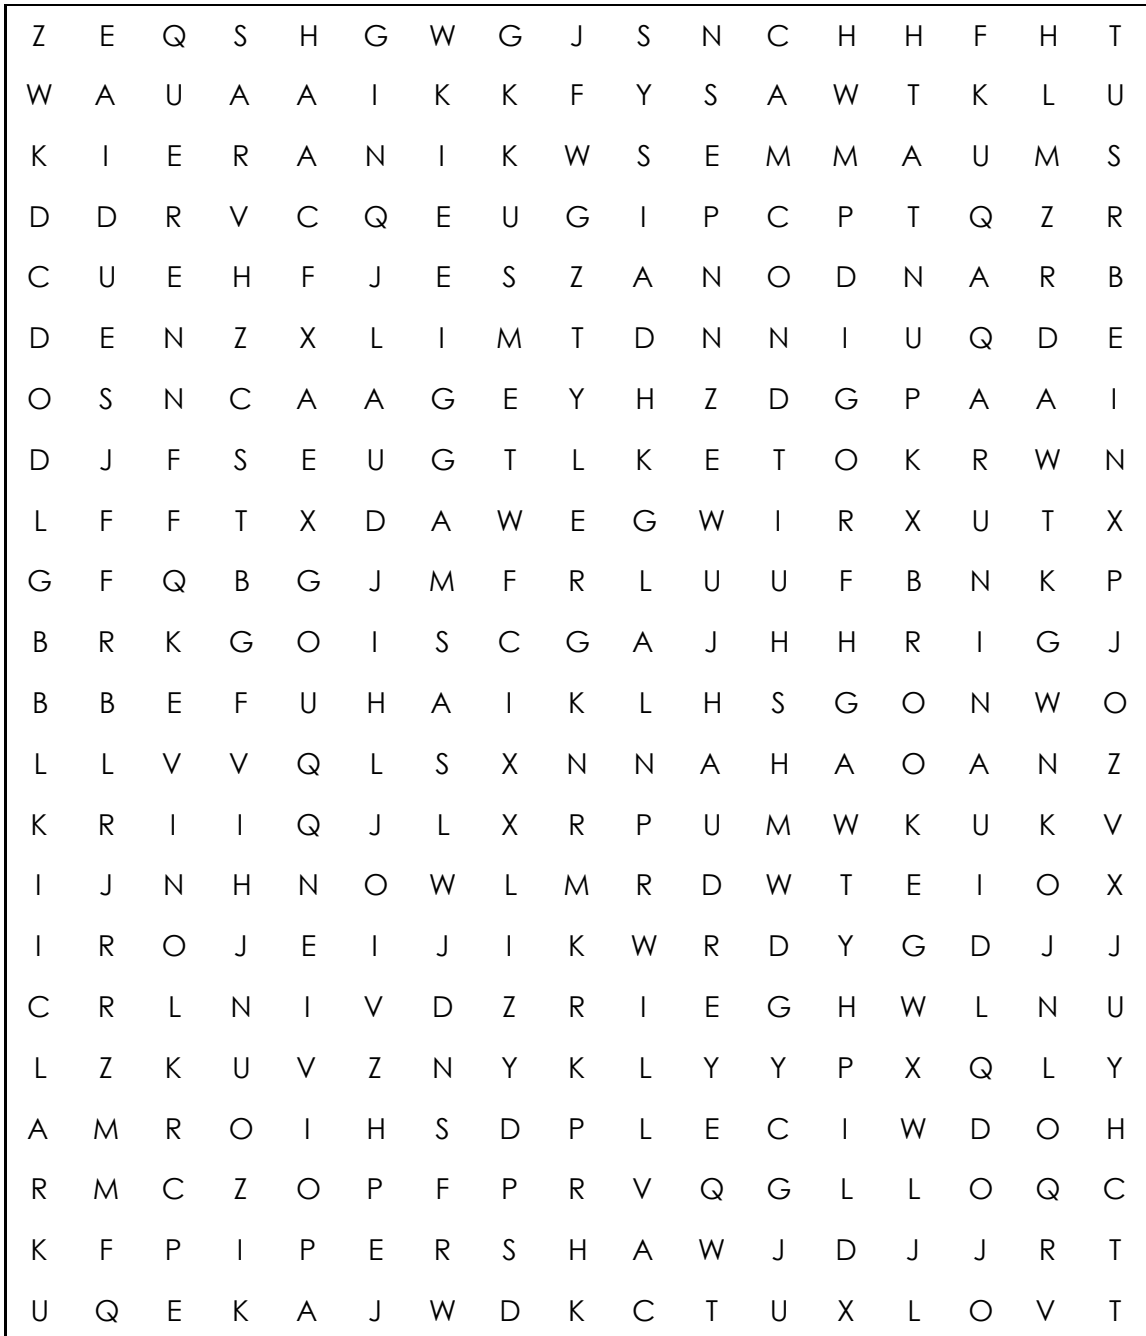 Z E Q S H G W G J S N C H H F H T
W A U A A I K K F Y S A W T K L U
K I E R A N I K W S E M M A U M S
D D R V C Q E U G I P C P T Q Z R
C U E H F J E S Z A N O D N A R B
D E N Z X L I M T D N N I U Q D E
O S N C A A G E Y H Z D G P A A I
D J F S E U G T L K E T O K R W N
L F F T X D A W E G W I R X U T X
G F Q B G J M F R L U U F B N K P
B R K G O I S C G A J H H R I G J
B B E F U H A I K L H S G O N W O
L L V V Q L S X N N A H A O A N Z
K R I I Q J L X R P U M W K U K V
I J N H N O W L M R D W T E I O X
I R O J E I J I K W R D Y G D J J
C R L N I V D Z R I E G H W L N U
L Z K U V Z N Y K L Y Y P X Q L Y
A M R O I H S D P L E C I W D O H
R M C Z O P F P R V Q G L L O Q C
K F P I P E R S H A W J D J J R T
U Q E K A J W D K C T U X L O V T